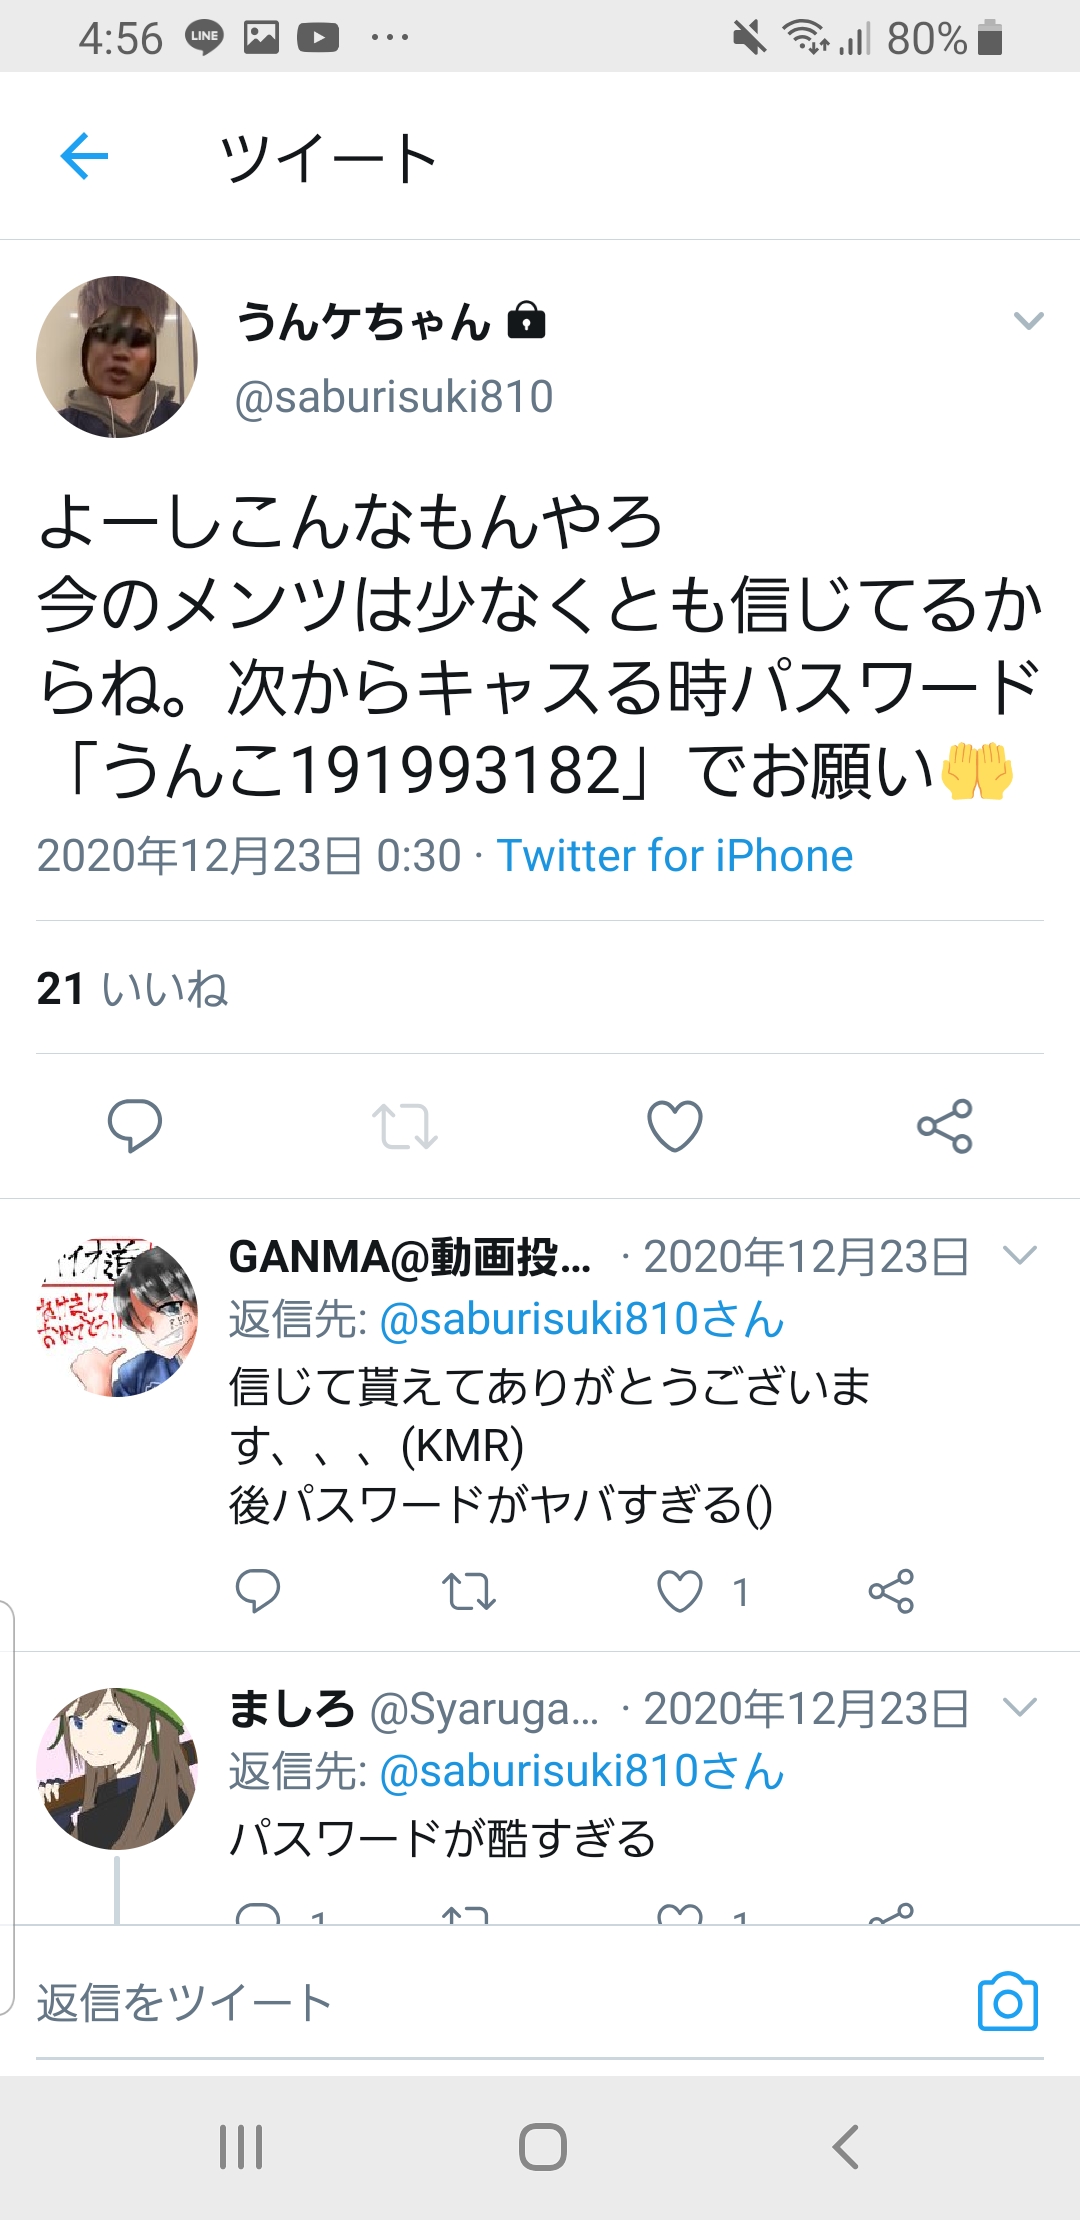 4:56 LINE ... 80%
ツイート
うんケちゃん
@saburisuki810
よーしこんなもんやろ
今のメンツは少なくとも信じてるか
らね。次からキャスる時パスワード
「うんこ191993182」でお願い🤲
2020年12月23日 0:30 · Twitter for iPhone
21 いいね
GANMA@動画投... · 2020年12月23日
返信先: @saburisuki810さん
信じて貰えてありがとうございま
す、、、(KMR)
後パスワードがヤバすぎる()
1
ましろ @Syaruga... · 2020年12月23日
返信先: @saburisuki810さん
パスワードが酷すぎる
1 1
返信をツイート